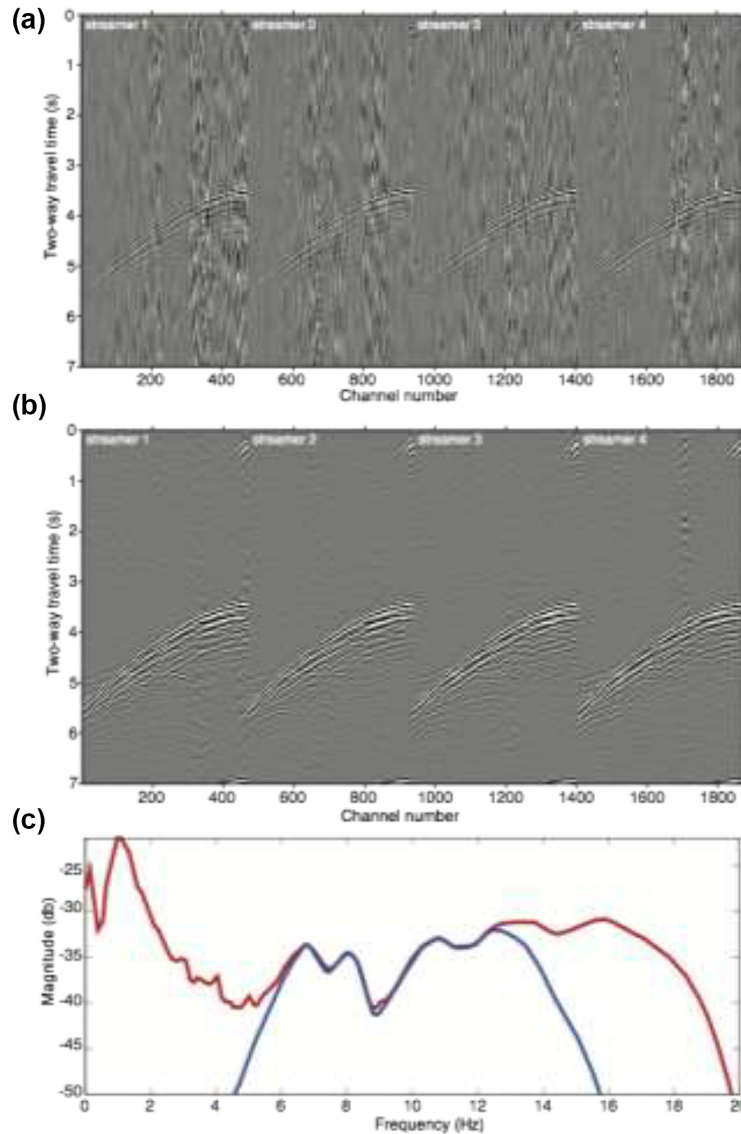 (a)
streamer 1 streamer 2 streamer 3 streamer 4
0
1
2
3
4
5
6
7
Two-way travel time (s)
200 400 600 800 1000 1200 1400 1600 1800
Channel number
(b)
streamer 1 streamer 2 streamer 3 streamer 4
0
1
2
3
4
5
6
7
Two-way travel time (s)
200 400 600 800 1000 1200 1400 1600 1800
Channel number
(c)
-25
-30
-35
-40
-45
-50
Magnitude (db)
0 2 4 6 8 10 12 14 16 18 20
Frequency (Hz)